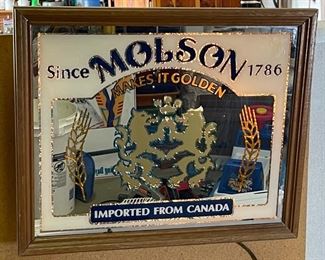 Since MOLSON 1786
MAKES IT GOLDEN
IMPORTED FROM CANADA